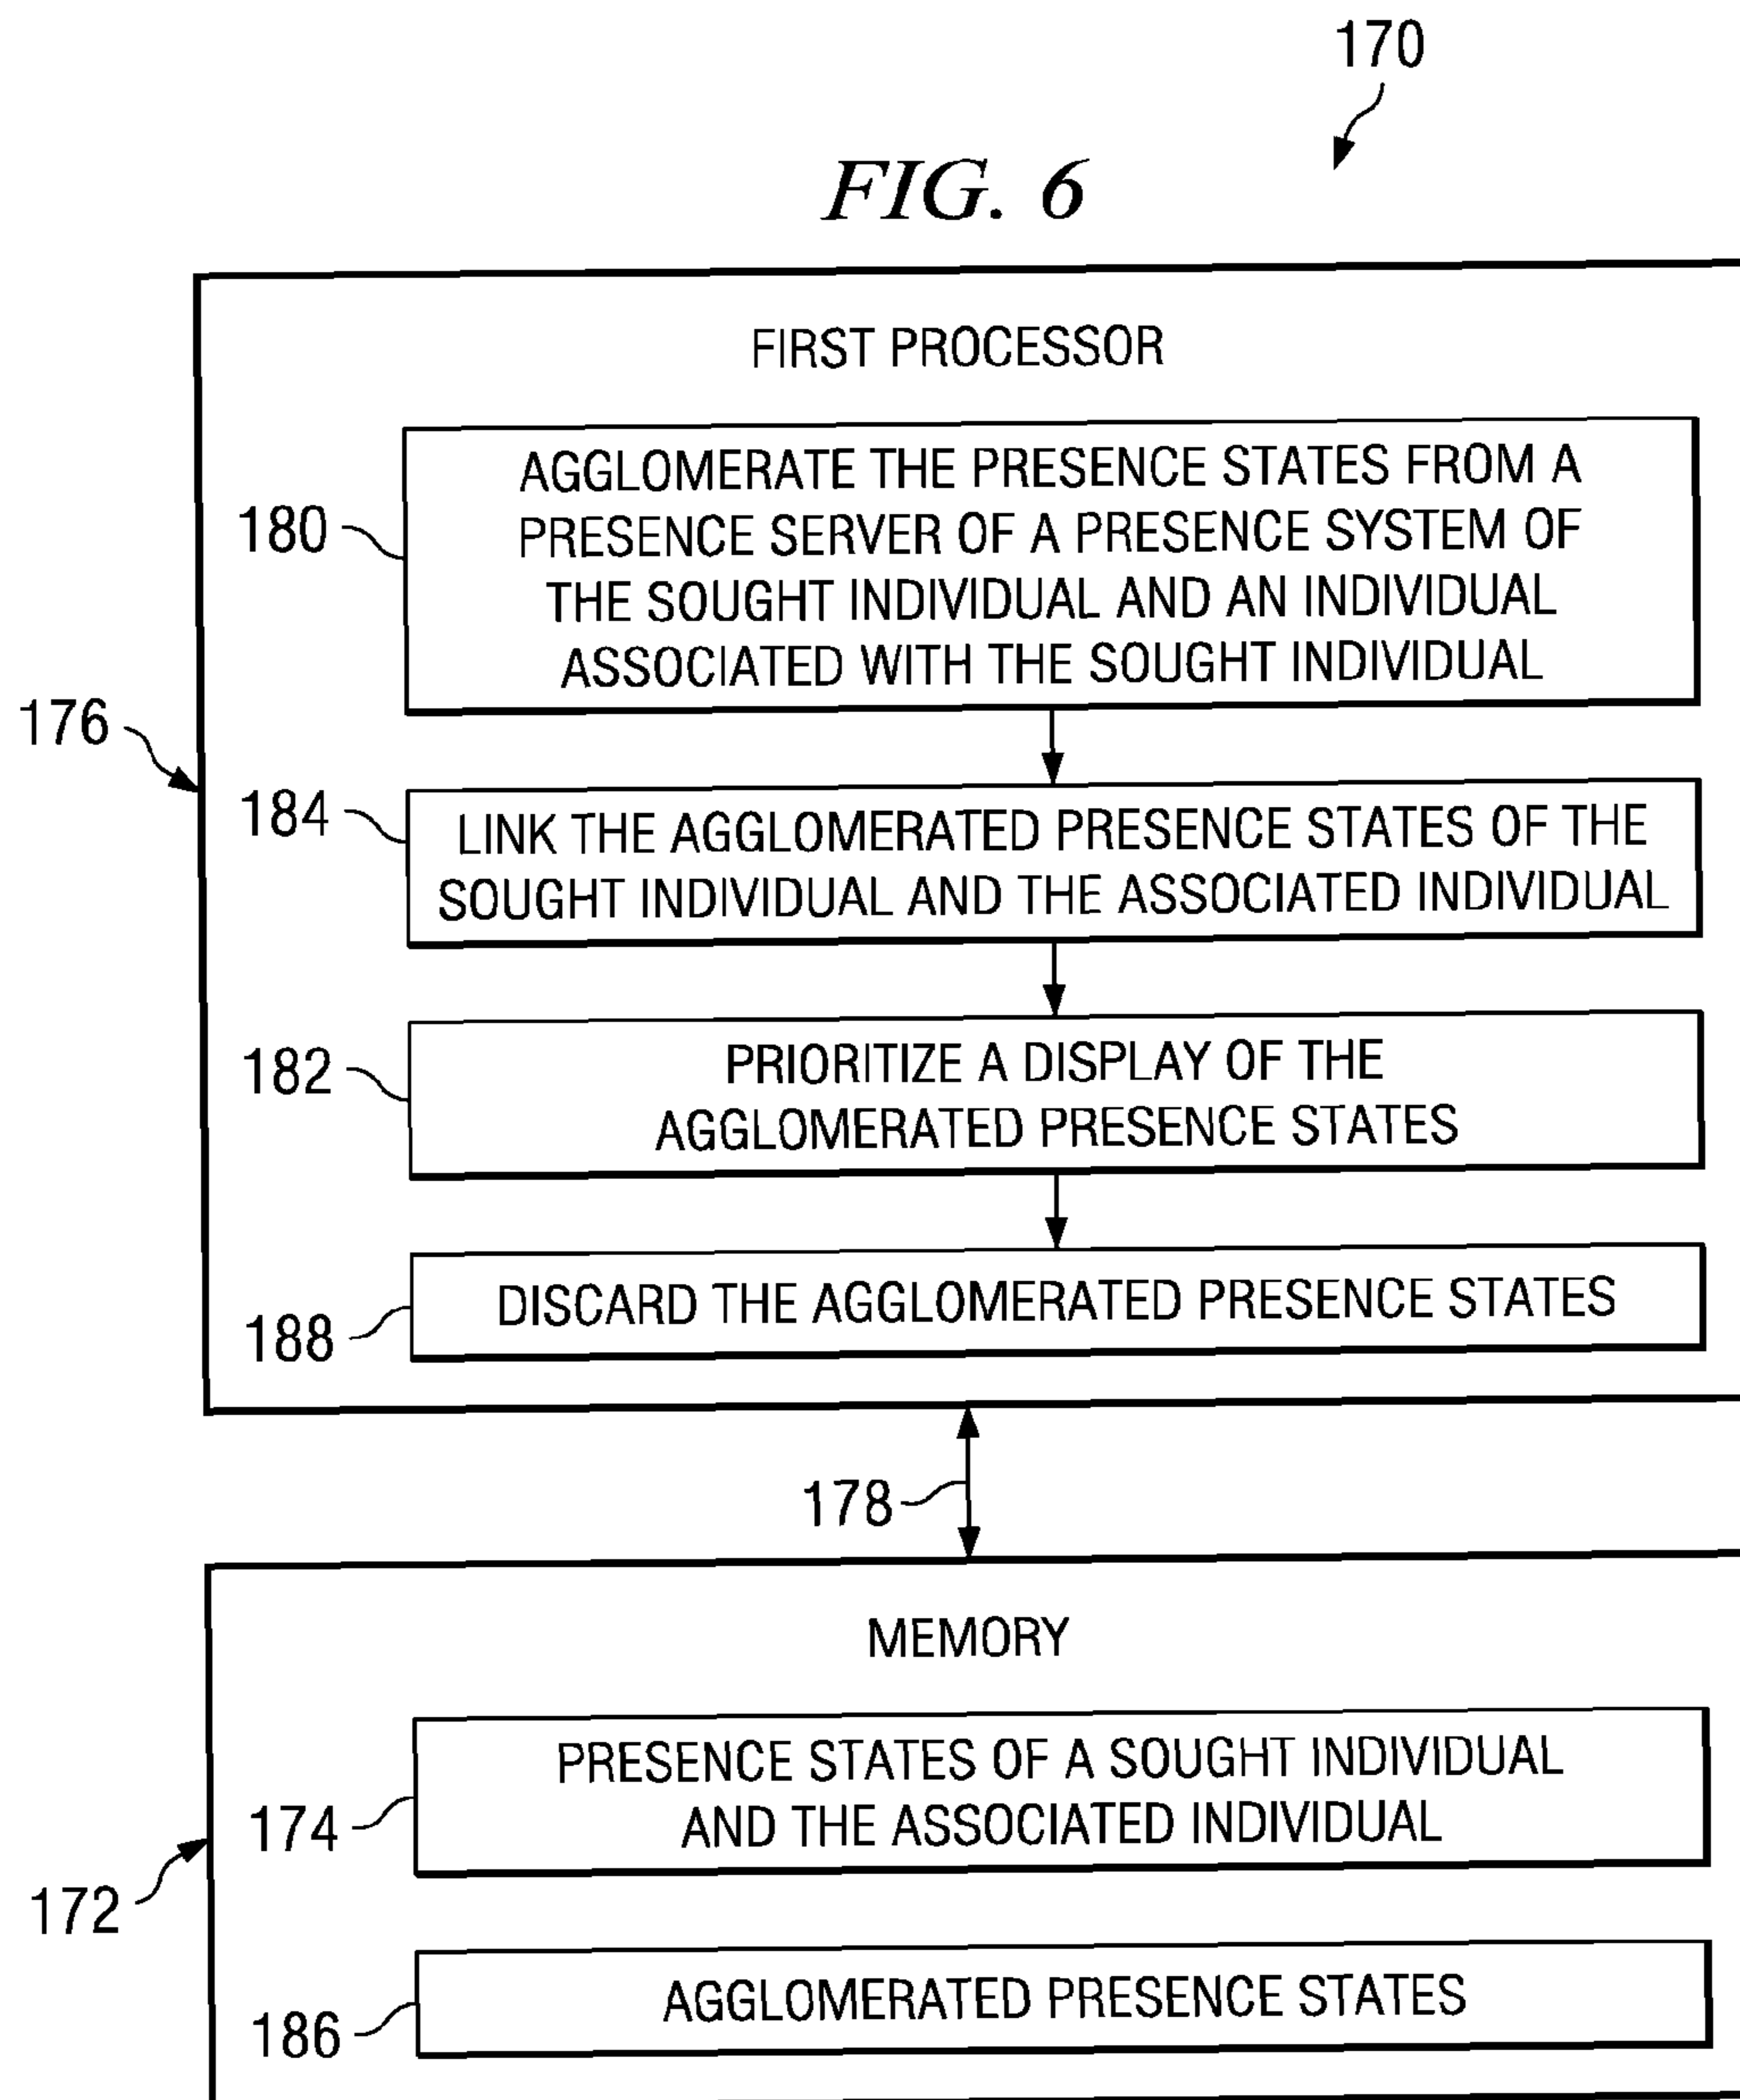 170
FIG. 6
FIRST PROCESSOR
180
AGGLOMERATE THE PRESENCE STATES FROM A
PRESENCE SERVER OF A PRESENCE SYSTEM OF
THE SOUGHT INDIVIDUAL AND AN INDIVIDUAL
ASSOCIATED WITH THE SOUGHT INDIVIDUAL
176
184
LINK THE AGGLOMERATED PRESENCE STATES OF THE
SOUGHT INDIVIDUAL AND THE ASSOCIATED INDIVIDUAL
182
PRIORITIZE A DISPLAY OF THE
AGGLOMERATED PRESENCE STATES
188
DISCARD THE AGGLOMERATED PRESENCE STATES
178
MEMORY
174
PRESENCE STATES OF A SOUGHT INDIVIDUAL
AND THE ASSOCIATED INDIVIDUAL
172
186
AGGLOMERATED PRESENCE STATES